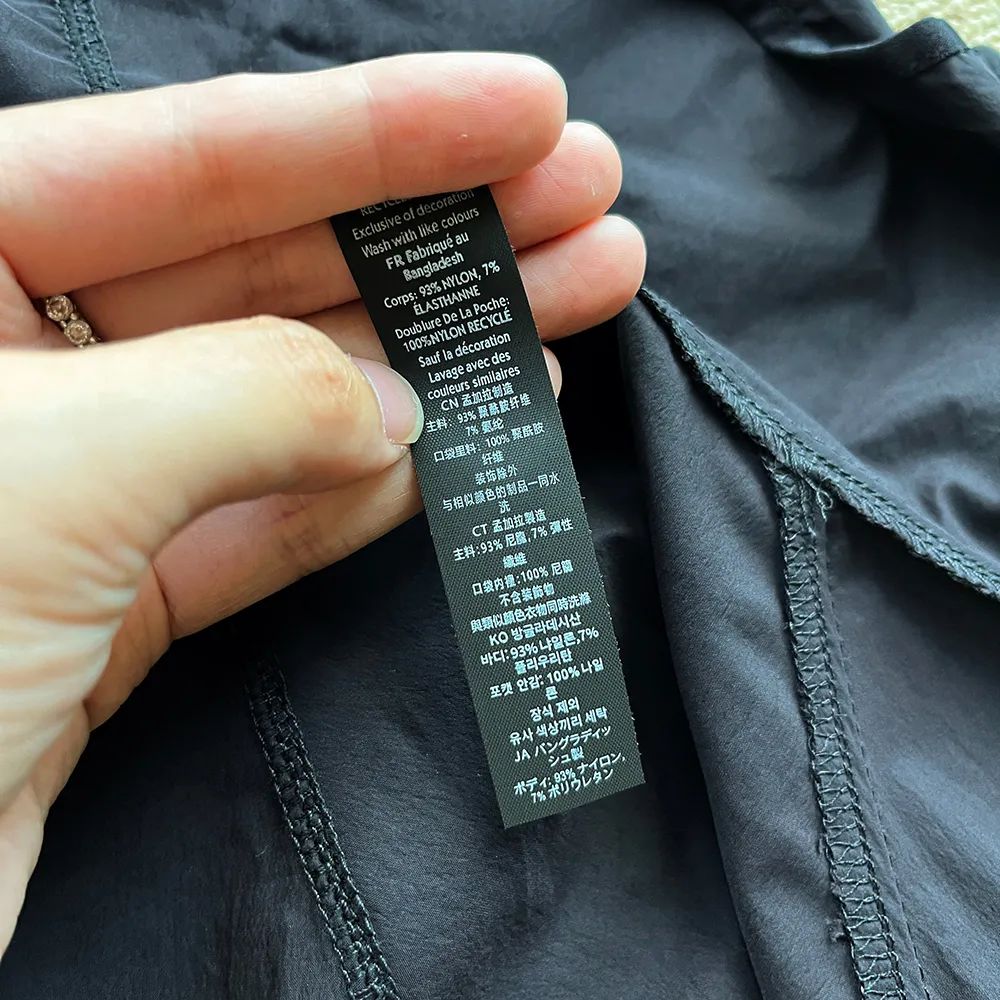 RECYCLED
Exclusive of decoration
Wash with like colours
FR Fabriqué au
Bangladesh
Corps: 93% NYLON, 7%
ÉLASTHANNE
Doublure De La Poche:
100%NYLON RECYCLÉ
Sauf la décoration
Lavage avec des
couleurs similaires
CN 孟加拉制造
主料: 93% 聚酰胺纤维
7% 氨纶
口袋里料: 100% 聚酰胺
纤维
装饰除外
与相似颜色的制品一同水
洗
CT 孟加拉製造
主料:93% 尼龍,7% 彈性
纖維
口袋内裡:100% 尼龍
不含裝飾物
與類似顏色衣物同時洗滌
KO 방글라데시산
바디: 93% 나일론,7%
폴리우리탄
포켓 안감: 100% 나일
론
장식 제외
유사 색상끼리 세탁
JA バングラディッ
シュ製
ボディ: 93% ナイロン,
7% ポリウレタン